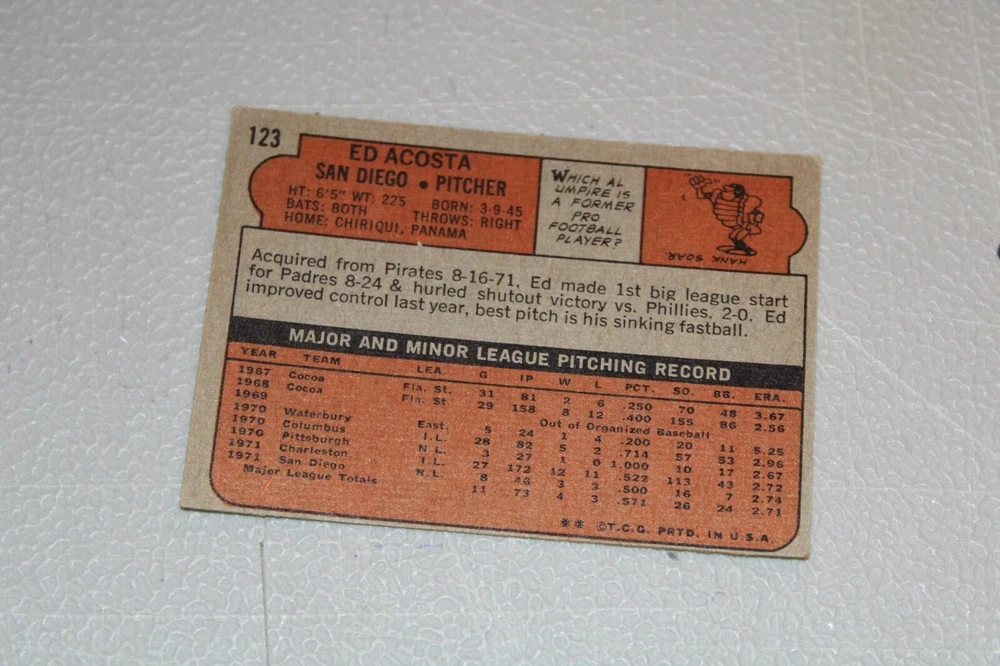 123
ED ACOSTA
SAN DIEGO • PITCHER
HT: 6'5" WT: 225 BORN: 3-9-45
BATS: BOTH THROWS: RIGHT
HOME: CHIRIQUI, PANAMA
WHICH AL
UMPIRE IS
A FORMER
PRO
FOOTBALL
PLAYER?
HANK SOAR
Acquired from Pirates 8-16-71, Ed made 1st big league start
for Padres 8-24 & hurled shutout victory vs. Phillies, 2-0. Ed
improved control last year, best pitch is his sinking fastball.
MAJOR AND MINOR LEAGUE PITCHING RECORD
YEAR TEAM LEA. G IP W L PCT. SO. BB. ERA.
1967 Cocoa Fla. St. 31 81 2 6 .250 70 48 3.67
1968 Cocoa Fla. St. 29 158 8 12 .400 155 86 2.56
1969 Out of Organized Baseball
1970 Waterbury East. 5 24 1 4 .200 20 11 5.25
1970 Columbus I.L. 28 82 5 2 .714 57 53 2.96
1970 Pittsburgh N.L. 3 27 1 0 1.000 10 17 2.67
1971 Charleston I.L. 27 172 12 11 .522 113 43 2.72
1971 San Diego N.L. 8 46 3 3 .500 16 7 2.74
Major League Totals 11 73 4 3 .571 26 24 2.71
** ©T.C.G. PRTD. IN U.S.A.